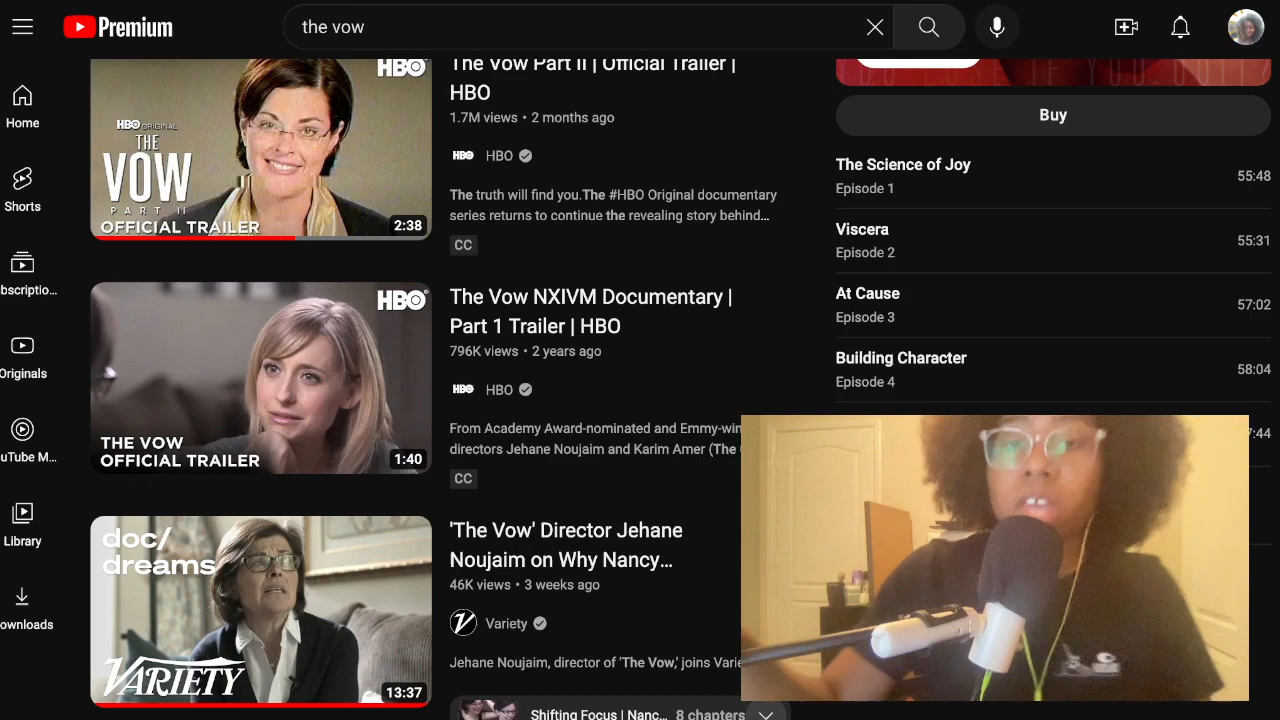 Premium
the vow
Home
Shorts
bscriptio...
Originals
uTube M...
Library
ownloads
HBO
HBO ORIGINAL
THE
VOW
PART II
OFFICIAL TRAILER
2:38
The Vow Part II | Official Trailer |
HBO
1.7M views • 2 months ago
HBO HBO
The truth will find you.The #HBO Original documentary
series returns to continue the revealing story behind...
CC
HBO
THE VOW
OFFICIAL TRAILER
1:40
The Vow NXIVM Documentary |
Part 1 Trailer | HBO
796K views • 2 years ago
HBO HBO
From Academy Award-nominated and Emmy-win
directors Jehane Noujaim and Karim Amer (The
CC
doc/
dreams
VARIETY
13:37
'The Vow' Director Jehane
Noujaim on Why Nancy...
46K views • 3 weeks ago
V Variety
Jehane Noujaim, director of 'The Vow,' joins Varie
Shifting Focus | Nanc... 8 chapters
Buy
The Science of Joy
Episode 1
55:48
Viscera
Episode 2
55:31
At Cause
Episode 3
57:02
Building Character
Episode 4
58:04
7:44